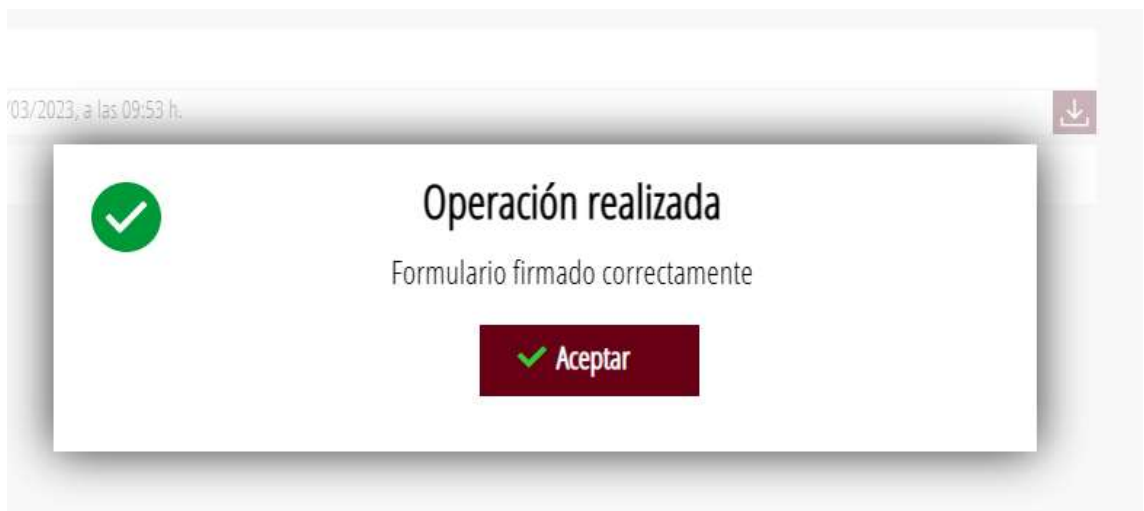 /03/2023, a las 09:53 h.
Operación realizada
Formulario firmado correctamente
Aceptar